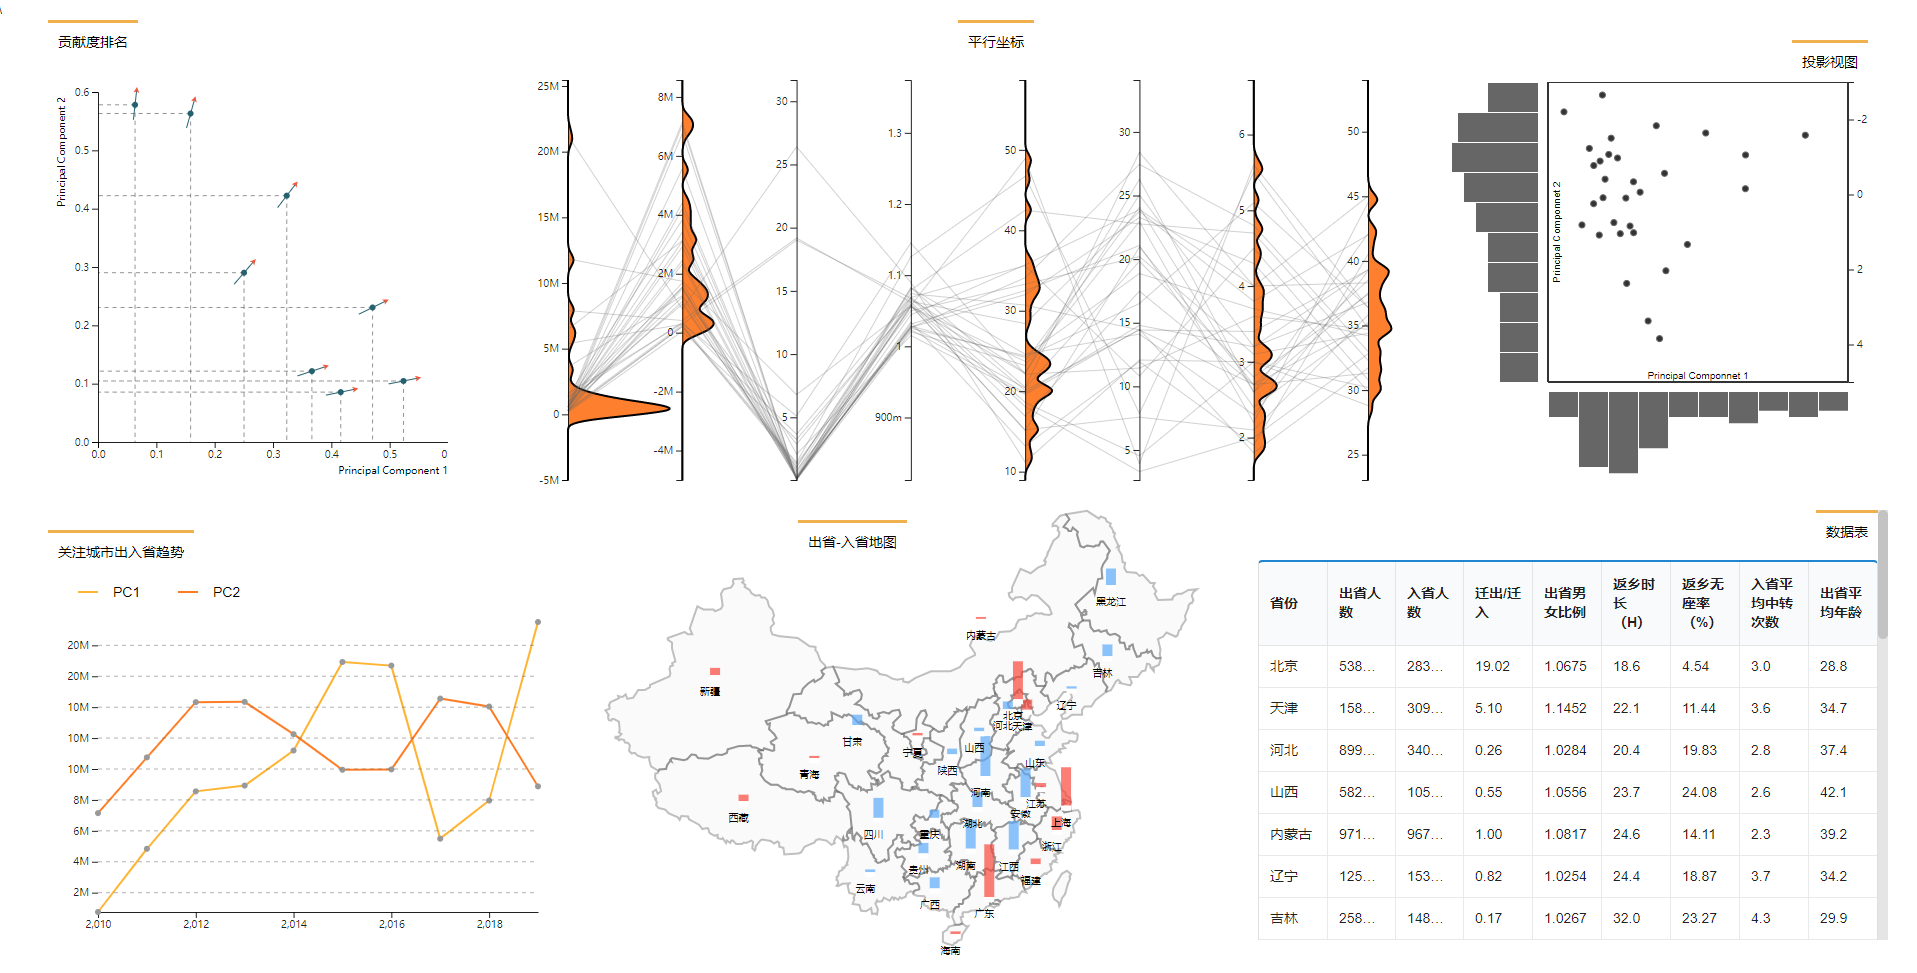 贡献度排名
Principal Component 2
0.6
0.5
0.4
0.3
0.2
0.1
0.0
0.0 0.1 0.2 0.3 0.4 0.5 0
Principal Component 1
平行坐标
25M
20M
15M
10M
5M
0
-5M
8M
6M
4M
2M
0
-2M
-4M
30
25
20
15
10
5
1.3
1.2
1.1
1
900m
50
40
30
20
10
30
25
20
15
10
5
6
5
4
3
2
50
45
40
35
30
25
投影视图
Principal Componnet 2
Principal Componnet 1
-2
0
2
4
关注城市出入省趋势
PC1 PC2
20M
20M
10M
10M
10M
8M
6M
4M
2M
2,010 2,012 2,014 2,016 2,018
出省-入省地图
黑龙江
内蒙古
吉林
新疆
辽宁
北京
河北天津
甘肃
宁夏
山西
山东
陕西
青海
河南
江苏
西藏
安徽
上海
四川
重庆
湖北
浙江
贵州
湖南
江西
福建
云南
广西
广东
海南
数据表
省份 出省人数 入省人数 迁出/迁入 出省男女比例 返乡时长（H） 返乡无座率（%） 入省平均中转次数 出省平均年龄
北京 538... 283... 19.02 1.0675 18.6 4.54 3.0 28.8
天津 158... 309... 5.10 1.1452 22.1 11.44 3.6 34.7
河北 899... 340... 0.26 1.0284 20.4 19.83 2.8 37.4
山西 582... 105... 0.55 1.0556 23.7 24.08 2.6 42.1
内蒙古 971... 967... 1.00 1.0817 24.6 14.11 2.3 39.2
辽宁 125... 153... 0.82 1.0254 24.4 18.87 3.7 34.2
吉林 258... 148... 0.17 1.0267 32.0 23.27 4.3 29.9